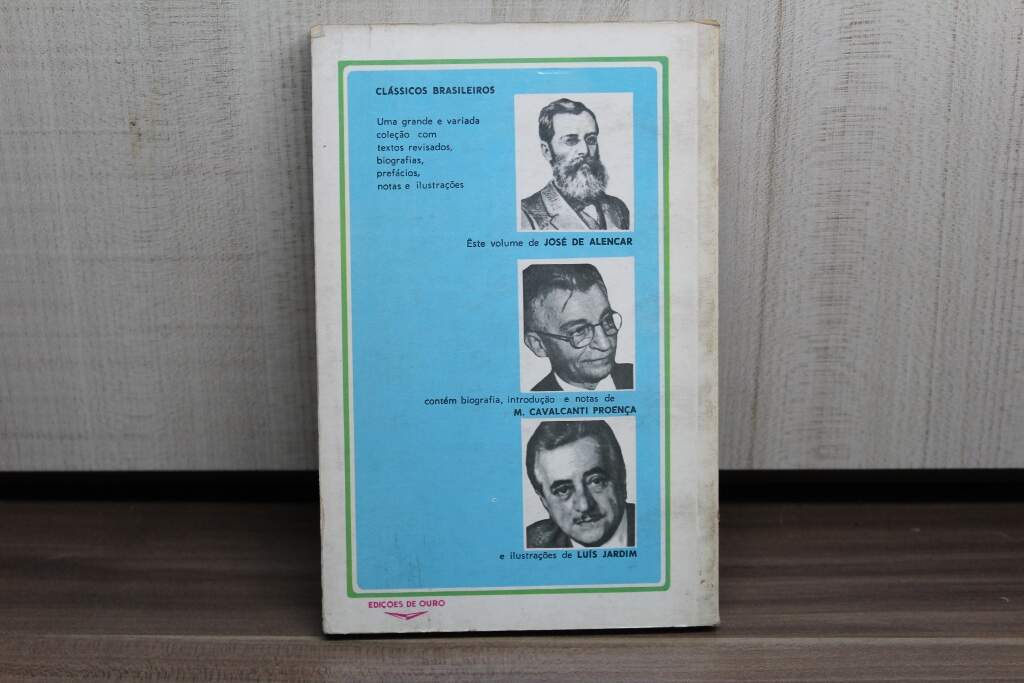 CLÁSSICOS BRASILEIROS
Uma grande e variada
coleção com
textos revisados,
biografias,
prefácios,
notas e ilustrações
Êste volume de JOSÉ DE ALENCAR
contém biografia, introdução e notas de
M. CAVALCANTI PROENÇA
e ilustrações de LUÍS JARDIM
EDIÇÕES DE OURO